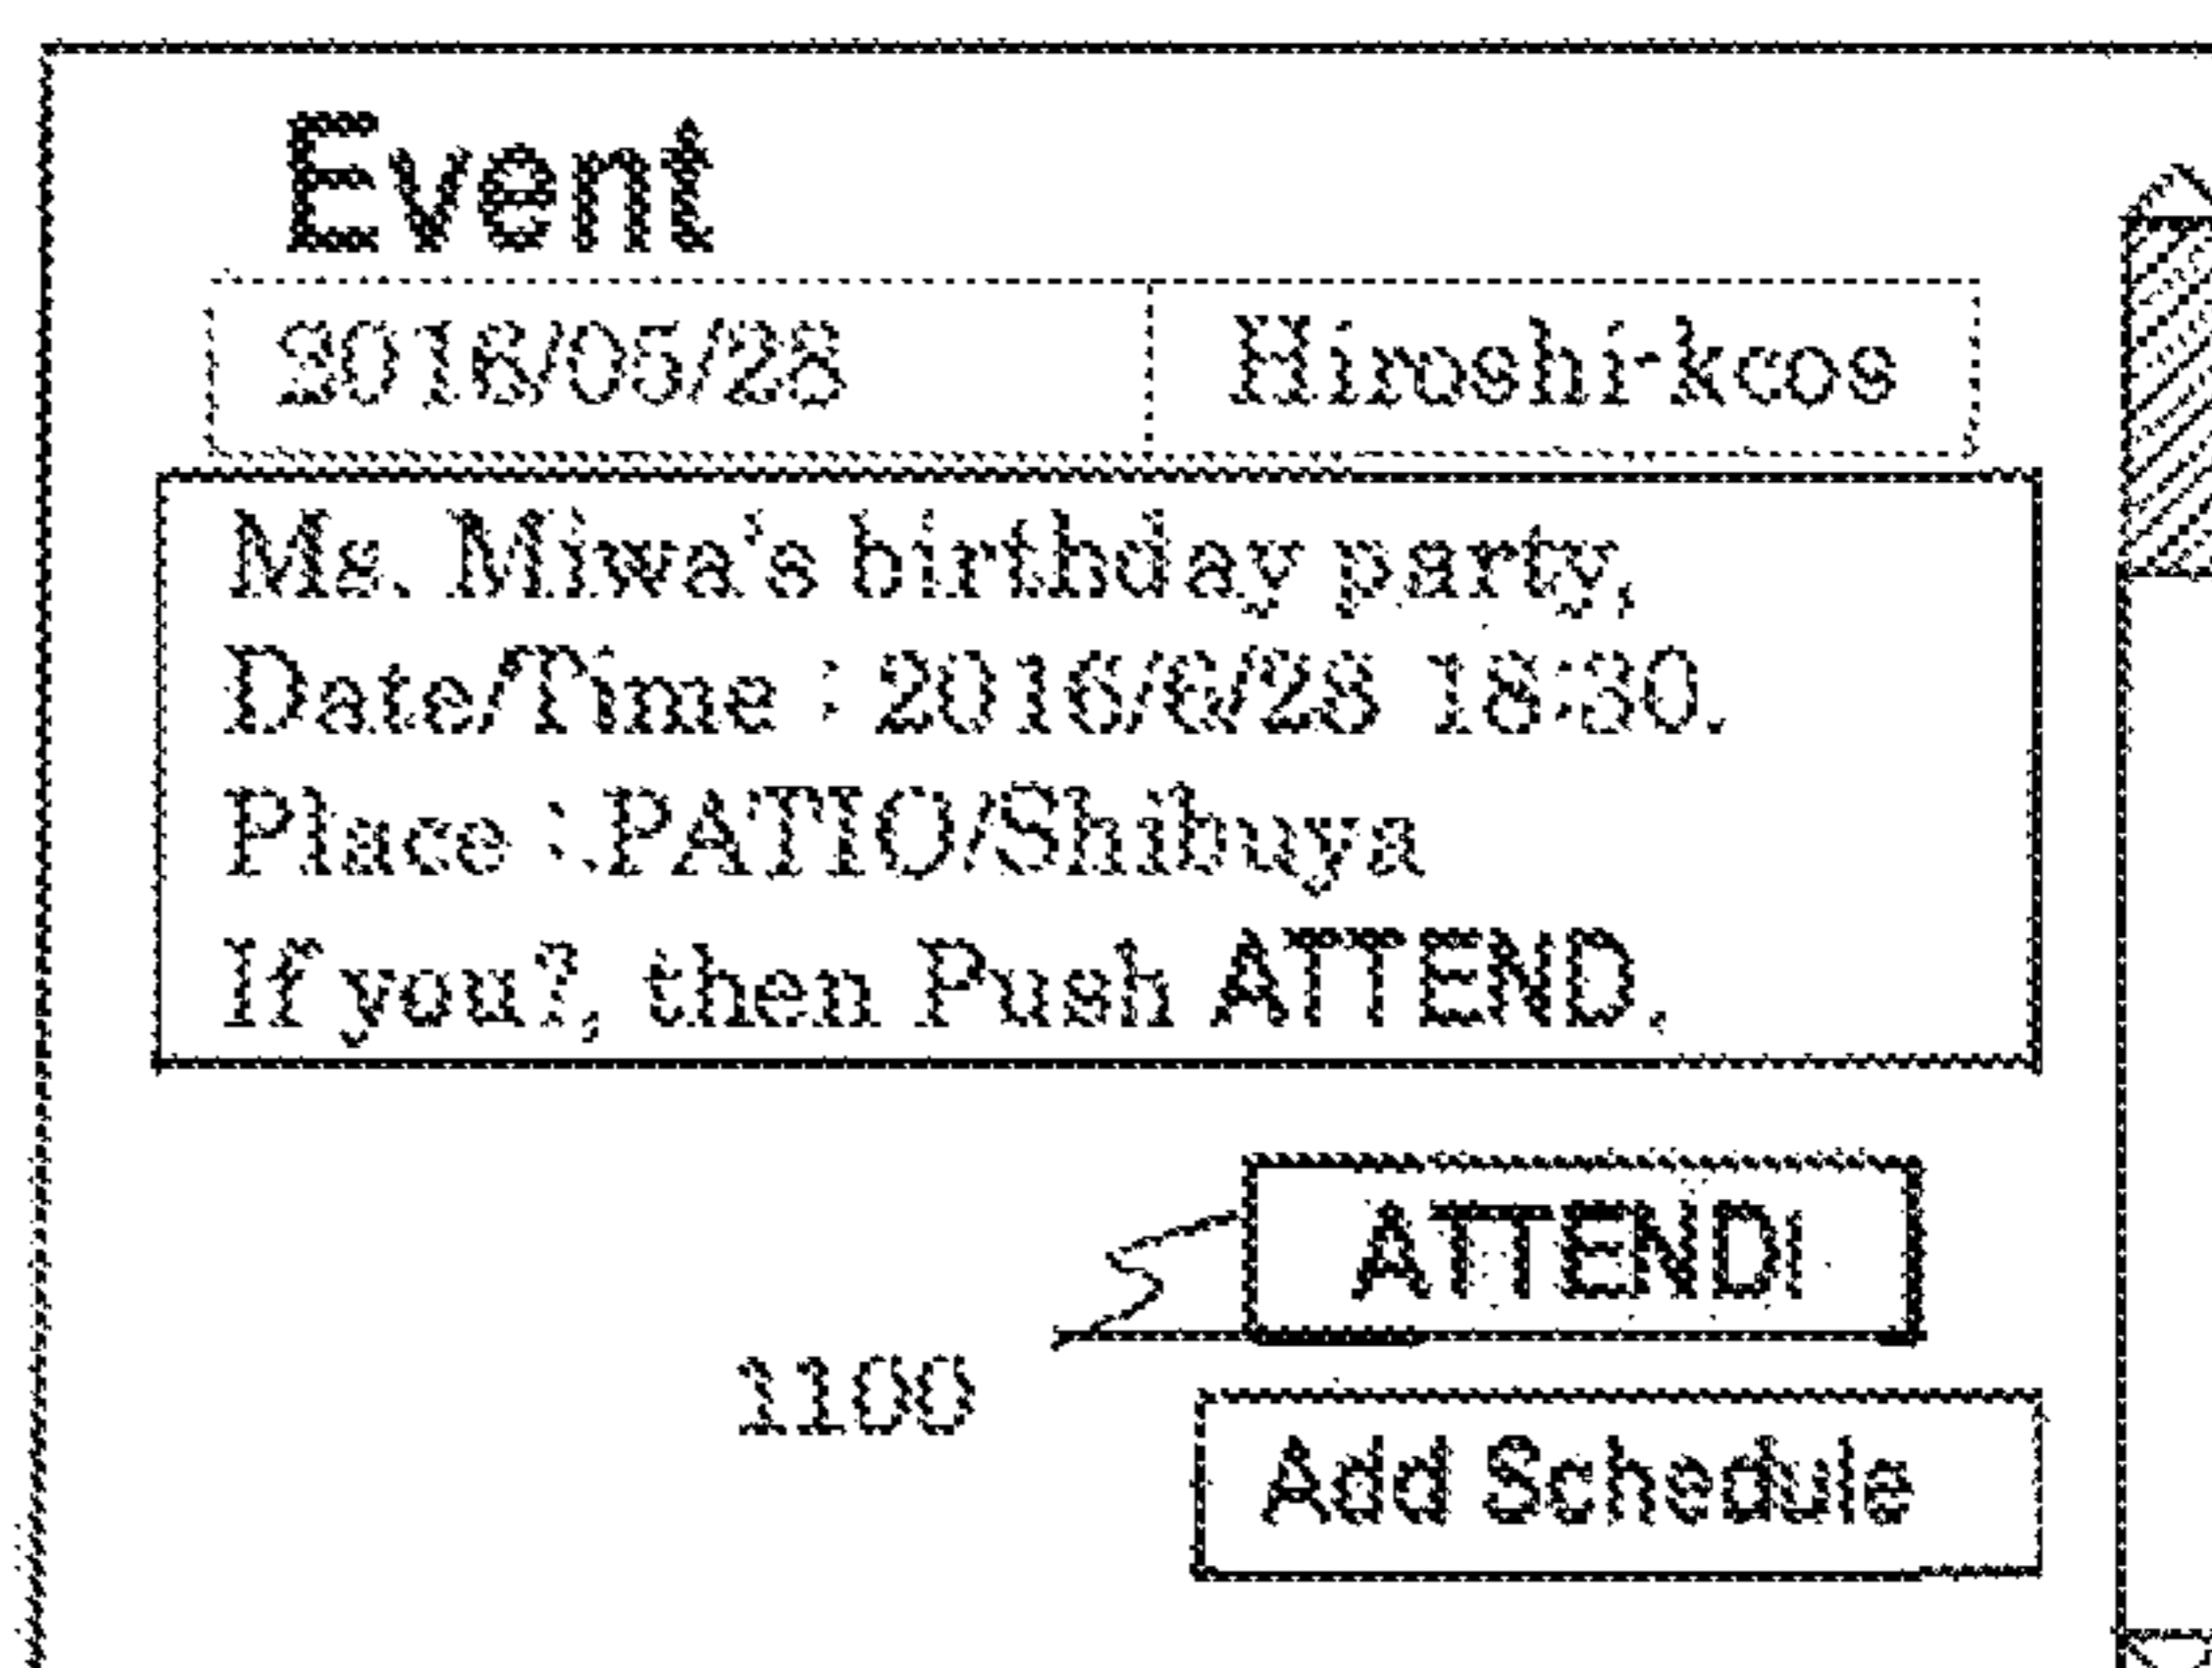 Event
2016/05/28 Hiroshi-kcos
Ms. Miwa's birthday party,
Date/Time : 2016/6/28 18:30.
Place : PATIO/Shibuya
If you?, then Push ATTEND.
ATTEND!
1100
Add Schedule